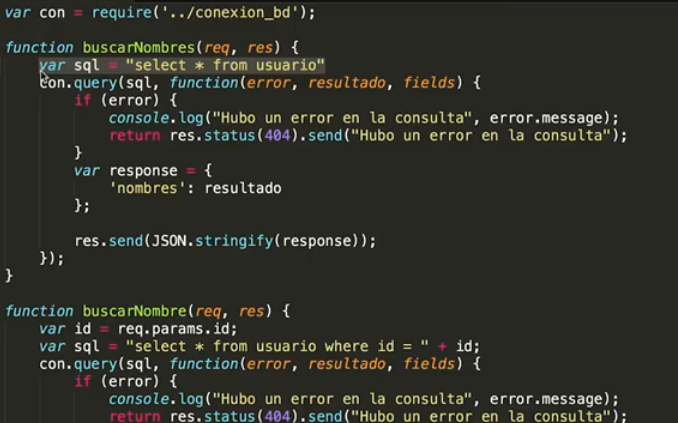 var con = require('../conexion_bd');
function buscarNombres(req, res) {
var sql = "select * from usuario"
con.query(sql, function(error, resultado, fields) {
if (error) {
console.log("Hubo un error en la consulta", error.message);
return res.status(404).send("Hubo un error en la consulta");
}
var response = {
'nombres': resultado
};
res.send(JSON.stringify(response));
});
}
function buscarNombre(req, res) {
var id = req.params.id;
var sql = "select * from usuario where id = " + id;
con.query(sql, function(error, resultado, fields) {
if (error) {
console.log("Hubo un error en la consulta", error.message);
return res.status(404).send("Hubo un error en la consulta");